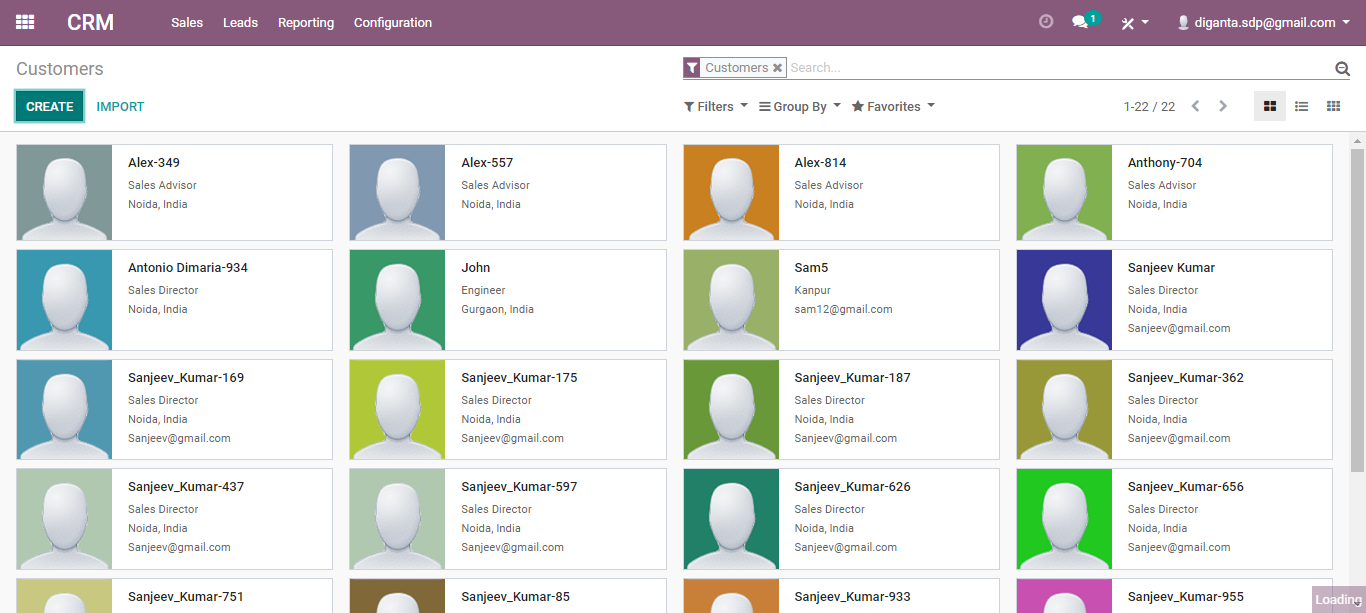 CRM
Sales Leads Reporting Configuration
1
diganta.sdp@gmail.com
Customers
Customers Search...
CREATE IMPORT
Filters Group By Favorites
1-22 / 22
Alex-349
Sales Advisor
Noida, India
Alex-557
Sales Advisor
Noida, India
Alex-814
Sales Advisor
Noida, India
Anthony-704
Sales Advisor
Noida, India
Antonio Dimaria-934
Sales Director
Noida, India
John
Engineer
Gurgaon, India
Sam5
Kanpur
sam12@gmail.com
Sanjeev Kumar
Sales Director
Noida, India
Sanjeev@gmail.com
Sanjeev_Kumar-169
Sales Director
Noida, India
Sanjeev@gmail.com
Sanjeev_Kumar-175
Sales Director
Noida, India
Sanjeev@gmail.com
Sanjeev_Kumar-187
Sales Director
Noida, India
Sanjeev@gmail.com
Sanjeev_Kumar-362
Sales Director
Noida, India
Sanjeev@gmail.com
Sanjeev_Kumar-437
Sales Director
Noida, India
Sanjeev@gmail.com
Sanjeev_Kumar-597
Sales Director
Noida, India
Sanjeev@gmail.com
Sanjeev_Kumar-626
Sales Director
Noida, India
Sanjeev@gmail.com
Sanjeev_Kumar-656
Sales Director
Noida, India
Sanjeev@gmail.com
Sanjeev_Kumar-751
Sanjeev_Kumar-85
Sanjeev_Kumar-933
Sanjeev_Kumar-955
Loading